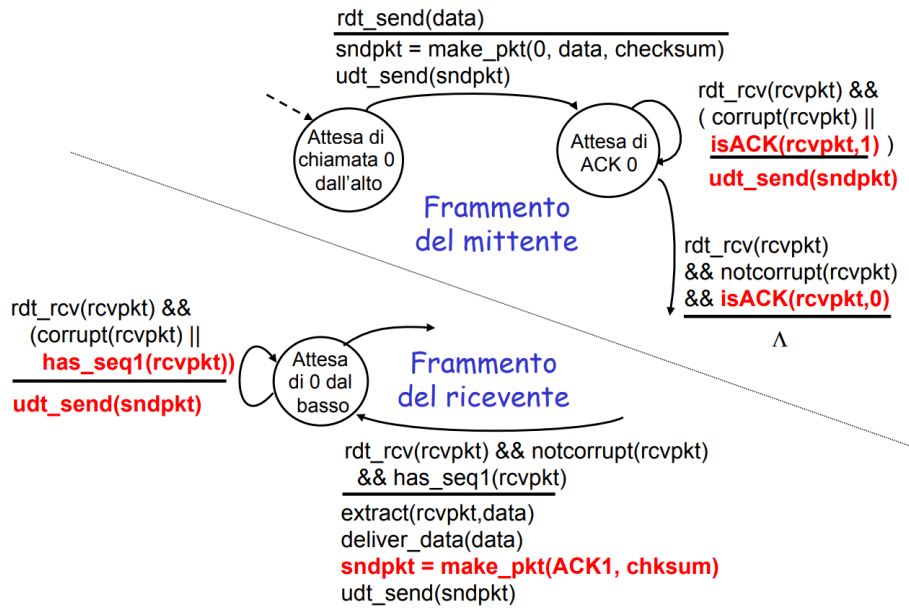 rdt_send(data)
sndpkt = make_pkt(0, data, checksum)
udt_send(sndpkt)
Attesa di
chiamata 0
dall'alto
Attesa di
ACK 0
rdt_rcv(rcvpkt) &&
( corrupt(rcvpkt) ||
isACK(rcvpkt,1) )
udt_send(sndpkt)
Frammento
del mittente
rdt_rcv(rcvpkt)
&& notcorrupt(rcvpkt)
&& isACK(rcvpkt,0)
Λ
rdt_rcv(rcvpkt) &&
(corrupt(rcvpkt) ||
has_seq1(rcvpkt))
udt_send(sndpkt)
Attesa
di 0 dal
basso
Frammento
del ricevente
rdt_rcv(rcvpkt) && notcorrupt(rcvpkt)
&& has_seq1(rcvpkt)
extract(rcvpkt,data)
deliver_data(data)
sndpkt = make_pkt(ACK1, chksum)
udt_send(sndpkt)